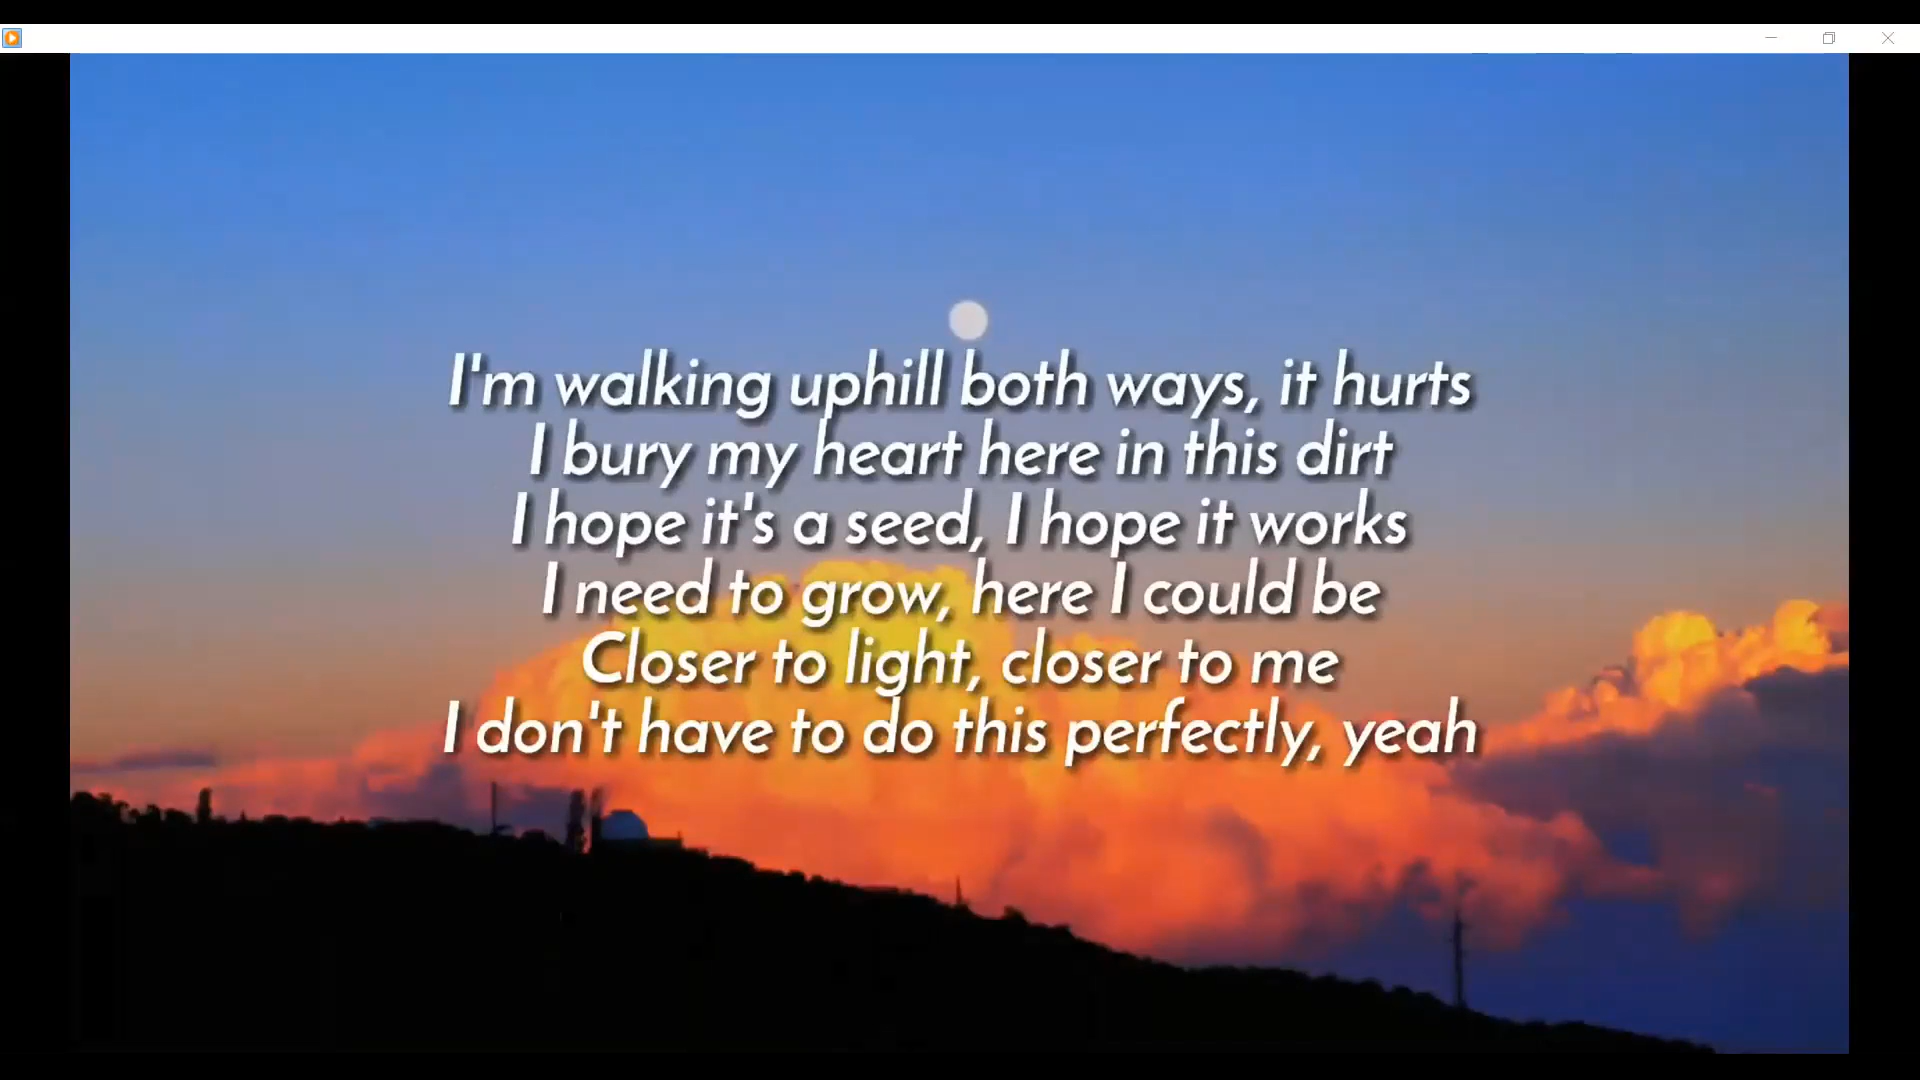 I'm walking uphill both ways, it hurts
I bury my heart here in this dirt
I hope it's a seed, I hope it works
I need to grow, here I could be
Closer to light, closer to me
I don't have to do this perfectly, yeah